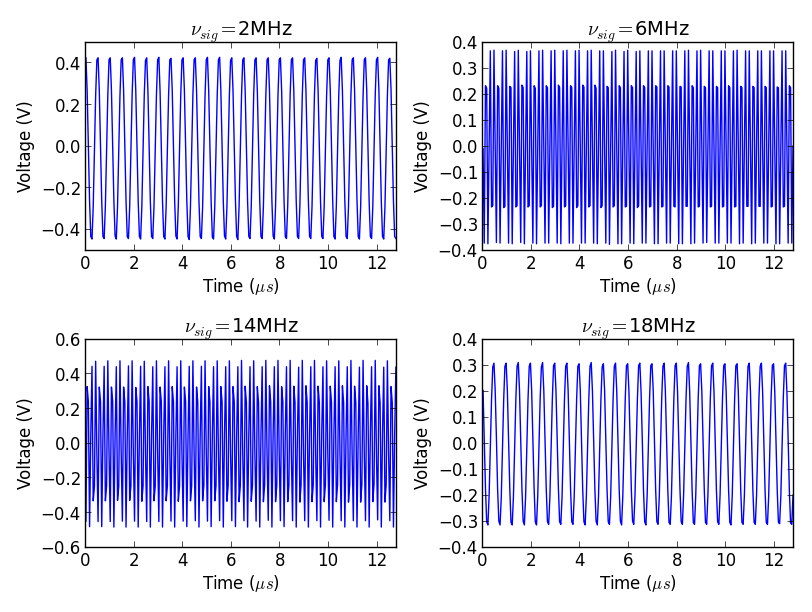 ν_sig = 2MHz
0.4
0.2
0.0
−0.2
−0.4
Voltage (V)
0 2 4 6 8 10 12
Time (μs)
ν_sig = 6MHz
0.4
0.3
0.2
0.1
0.0
−0.1
−0.2
−0.3
−0.4
Voltage (V)
0 2 4 6 8 10 12
Time (μs)
ν_sig = 14MHz
0.6
0.4
0.2
0.0
−0.2
−0.4
−0.6
Voltage (V)
0 2 4 6 8 10 12
Time (μs)
ν_sig = 18MHz
0.4
0.3
0.2
0.1
0.0
−0.1
−0.2
−0.3
−0.4
Voltage (V)
0 2 4 6 8 10 12
Time (μs)